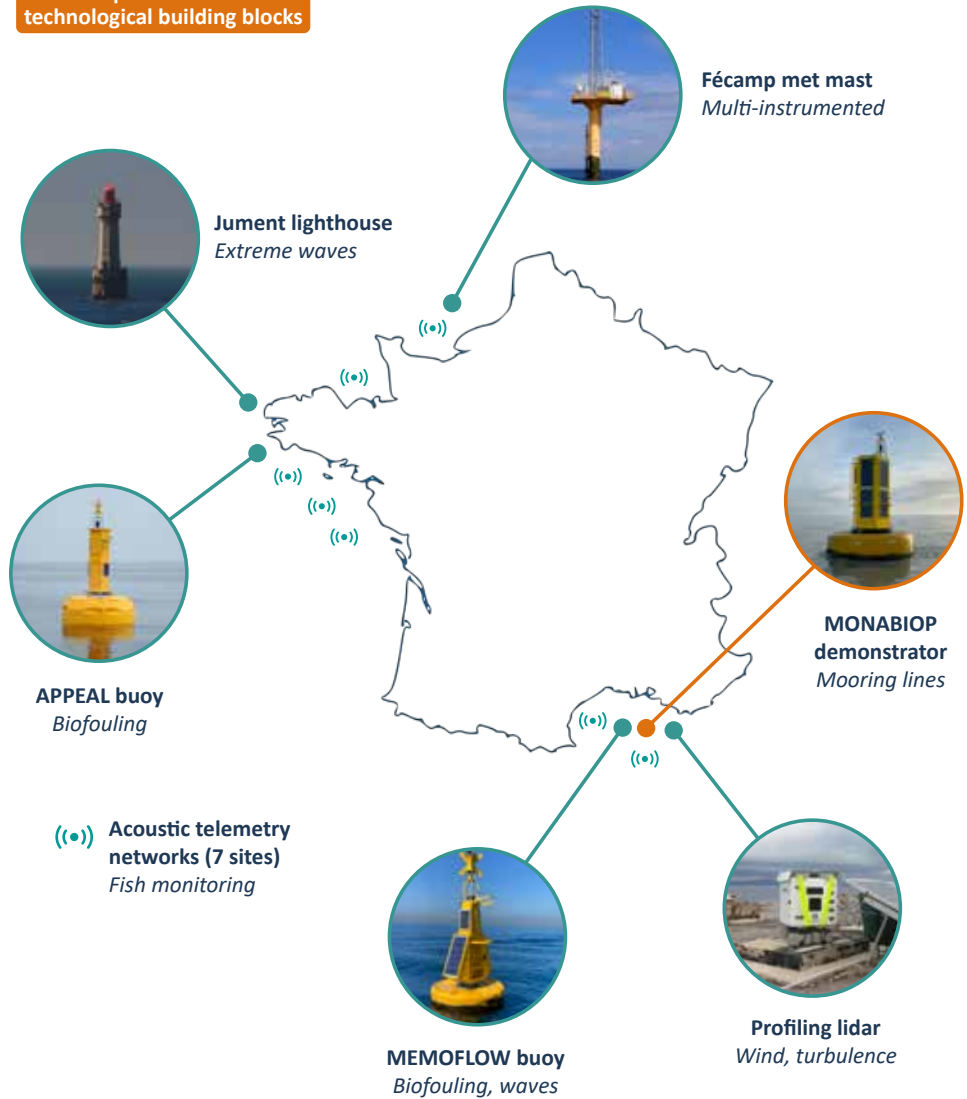 technological building blocks
Fécamp met mast
Multi-instrumented
Jument lighthouse
Extreme waves
MONABIOP
demonstrator
Mooring lines
APPEAL buoy
Biofouling
Acoustic telemetry
networks (7 sites)
Fish monitoring
MEMOFLOW buoy
Biofouling, waves
Profiling lidar
Wind, turbulence